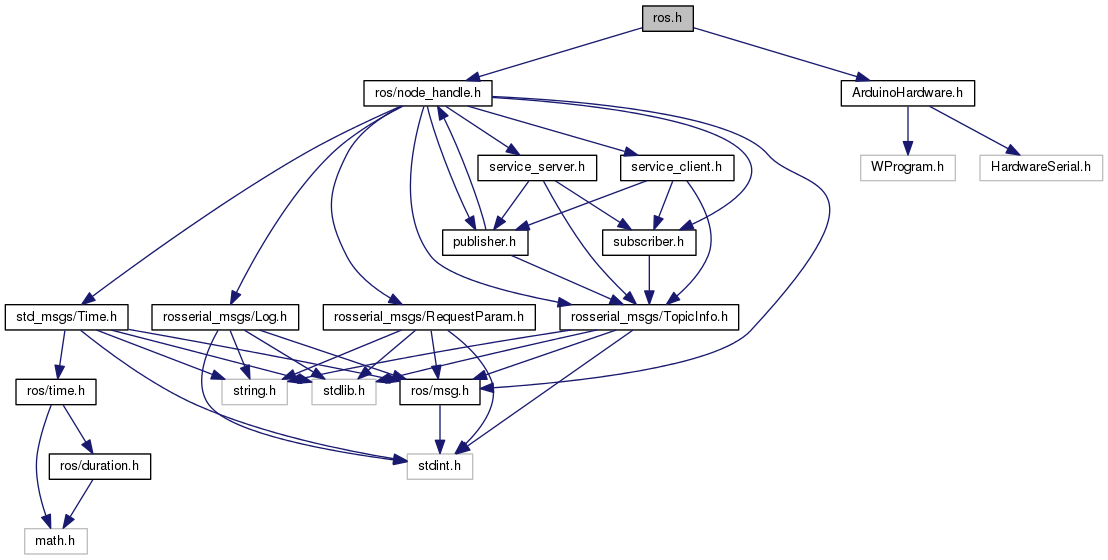 ros.h
ros/node_handle.h
ArduinoHardware.h
service_server.h
service_client.h
WProgram.h
HardwareSerial.h
publisher.h
subscriber.h
std_msgs/Time.h
rosserial_msgs/Log.h
rosserial_msgs/RequestParam.h
rosserial_msgs/TopicInfo.h
ros/time.h
string.h
stdlib.h
ros/msg.h
ros/duration.h
stdint.h
math.h